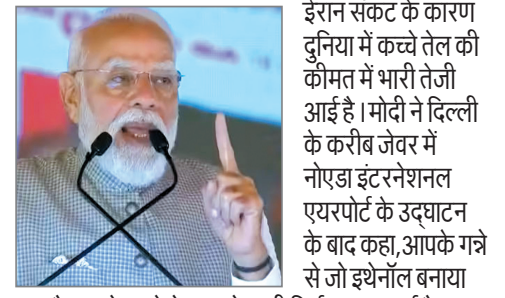 ईरान संकट के कारण
दुनिया में कच्चे तेल की
कीमत में भारी तेजी
आई है । मोदी ने दिल्ली
के करीब जेवर में
नोएडा इंटरनेशनल
एयरपोर्ट के उद्घाटन
के बाद कहा,आपके गन्ने
से जो इथेनॉल बनाया